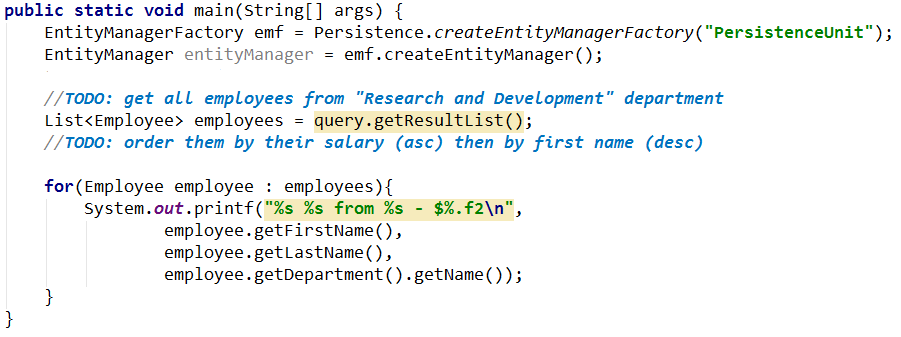 public static void main(String[] args) {
EntityManagerFactory emf = Persistence.createEntityManagerFactory("PersistenceUnit");
EntityManager entityManager = emf.createEntityManager();
//TODO: get all employees from "Research and Development" department
List<Employee> employees = query.getResultList();
//TODO: order them by their salary (asc) then by first name (desc)
for(Employee employee : employees){
System.out.printf("%s %s from %s - $%.f2\n",
employee.getFirstName(),
employee.getLastName(),
employee.getDepartment().getName());
}
}